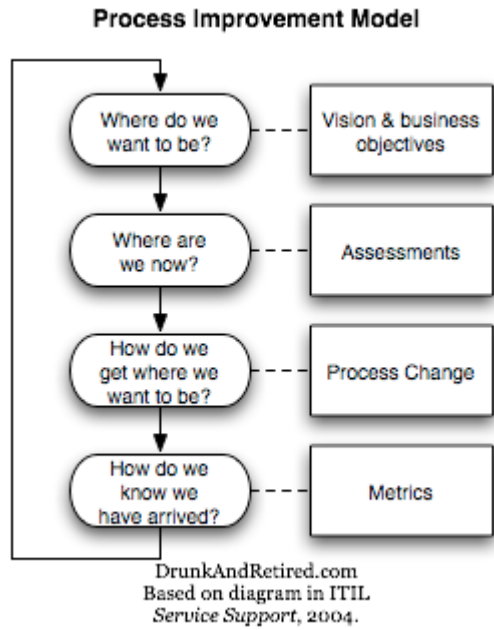 Process Improvement Model
Where do we
want to be?
Vision & business
objectives
Where are
we now?
Assessments
How do we
get where we
want to be?
Process Change
How do we
know we
have arrived?
Metrics
DrunkAndRetired.com
Based on diagram in ITIL
Service Support, 2004.